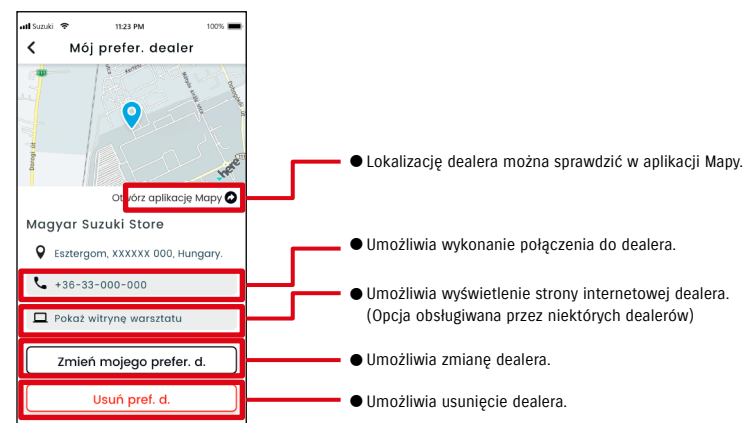 Suzuki 11:23 PM 100%
Mój prefer. dealer
Dorogi út
here
Otwórz aplikację Mapy
Magyar Suzuki Store
Esztergom, XXXXXX 000, Hungary.
+36-33-000-000
Pokaż witrynę warsztatu
Zmień mojego prefer. d.
Usuń pref. d.
● Lokalizację dealera można sprawdzić w aplikacji Mapy.
● Umożliwia wykonanie połączenia do dealera.
● Umożliwia wyświetlenie strony internetowej dealera.
(Opcja obsługiwana przez niektórych dealerów)
● Umożliwia zmianę dealera.
● Umożliwia usunięcie dealera.